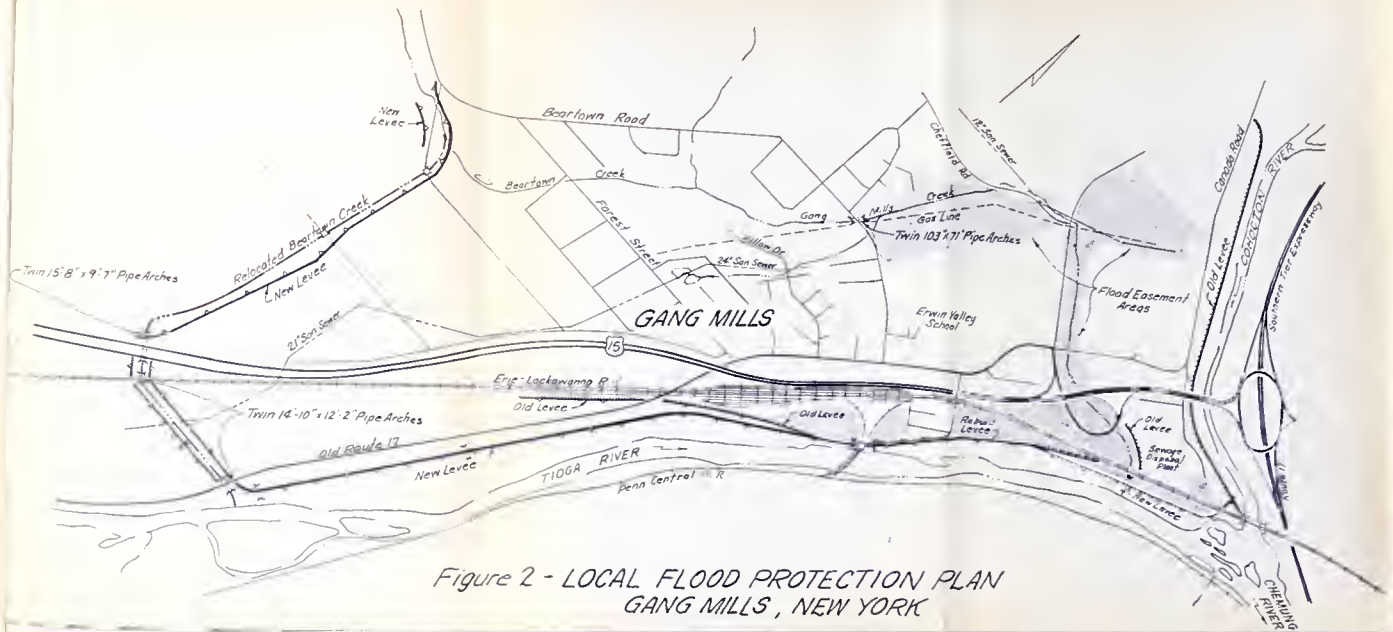 New
Levee
Beartown Road
Beartown Creek
Forest Street
Gang Mills Creek
Gas Line
Twin 103"x71" Pipe Arches
Cheffield Rd
12" San Sewer
Canada Road
Old Levee
COHOCTON RIVER
Southern Tier Expressway
Relocated Beartown Creek
New Levee
Twin 15'-8"x9'-7" Pipe Arches
Willow Dr
24" San Sewer
Flood Easement
Areas
21" San Sewer
GANG MILLS
Erwin Valley
School
15
Erie-Lackawanna R
Old Levee
Twin 14'-10"x12'-2" Pipe Arches
Old Route 17
New Levee
TIOGA RIVER
Penn Central R R
Old Levee
Levee
Old
Levee
Sewage
Disposal
Plant
New Levee
CHEMUNG
RIVER
Figure 2 - LOCAL FLOOD PROTECTION PLAN
GANG MILLS, NEW YORK